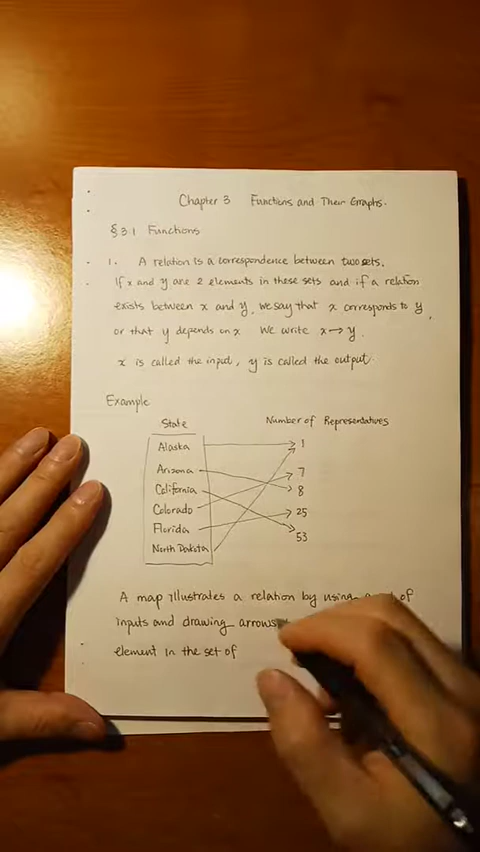 Chapter 3 Functions and Their Graphs.
§3.1 Functions
1. A relation is a correspondence between two sets.
If x and y are 2 elements in these sets and if a relation
exists between x and y, we say that x corresponds to y,
or that y depends on x We write x→y.
x is called the input, y is called the output.
Example
State Number of Representatives
Alaska 1
Arizona 7
California 8
Colorado 25
Florida 53
North Dakota
A map illustrates a relation by using of
inputs and drawing arrows
element in the set of